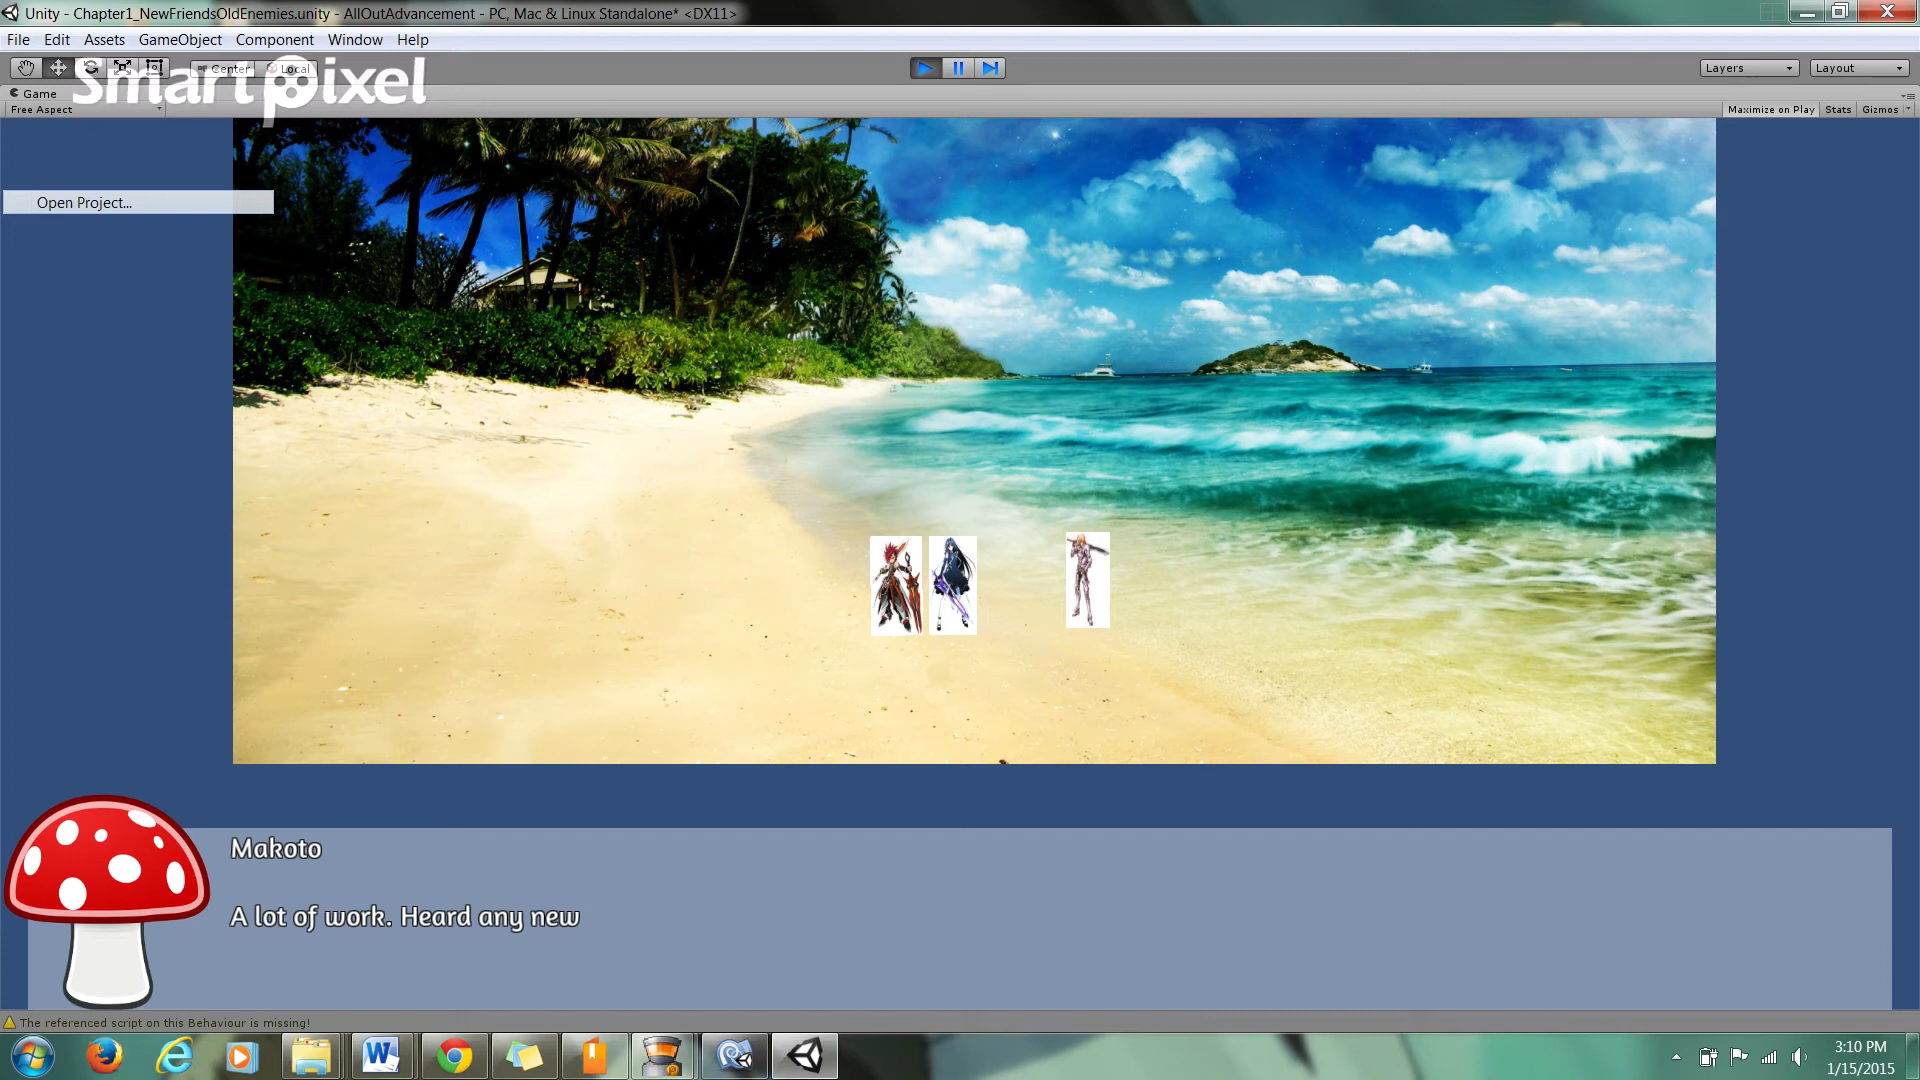 Unity - Chapter1_NewFriendsOldEnemies.unity - AllOutAdvancement - PC, Mac & Linux Standalone* <DX11>
File Edit Assets GameObject Component Window Help
Center Local Layers Layout
Smartpixel
Game
Free Aspect Maximize on Play Stats Gizmos
Open Project...
Makoto
A lot of work. Heard any new
The referenced script on this Behaviour is missing!
3:10 PM
1/15/2015